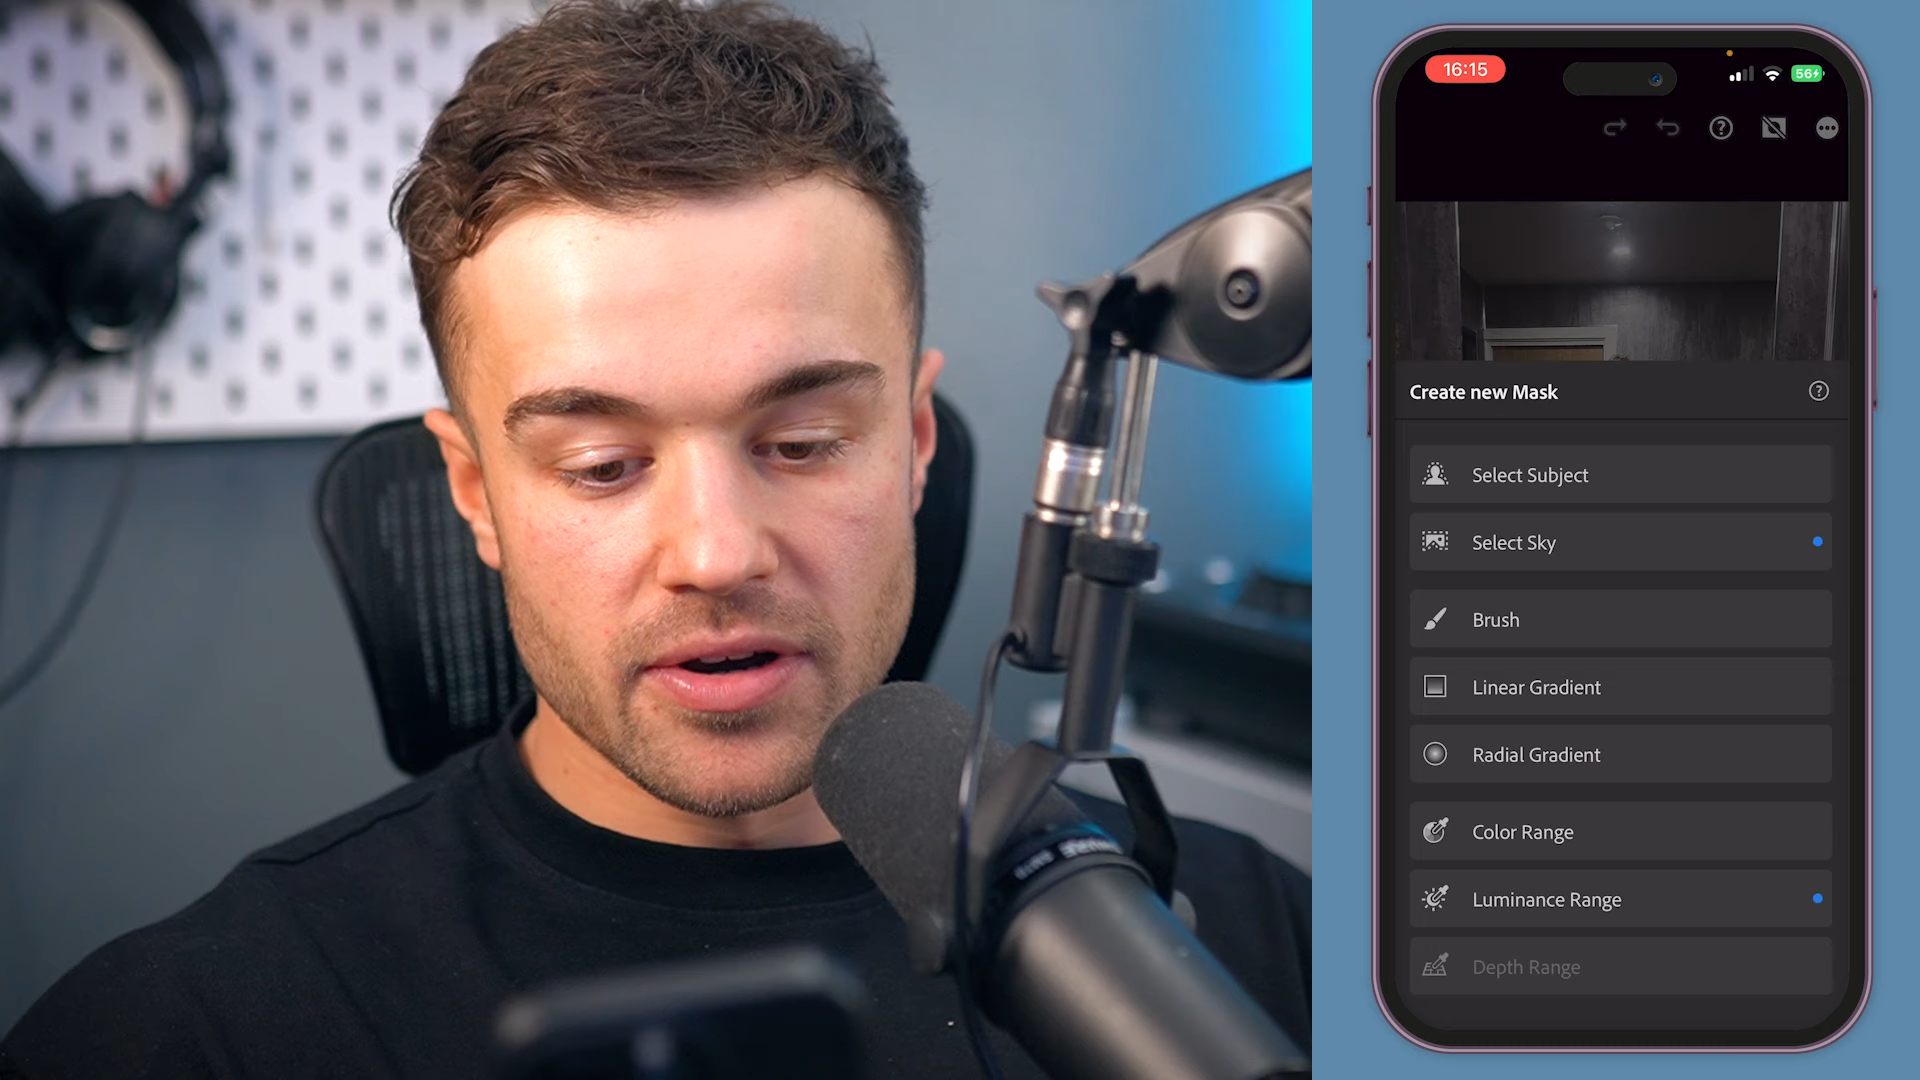 16:15
56
Create new Mask
Select Subject
Select Sky
Brush
Linear Gradient
Radial Gradient
Color Range
Luminance Range
Depth Range